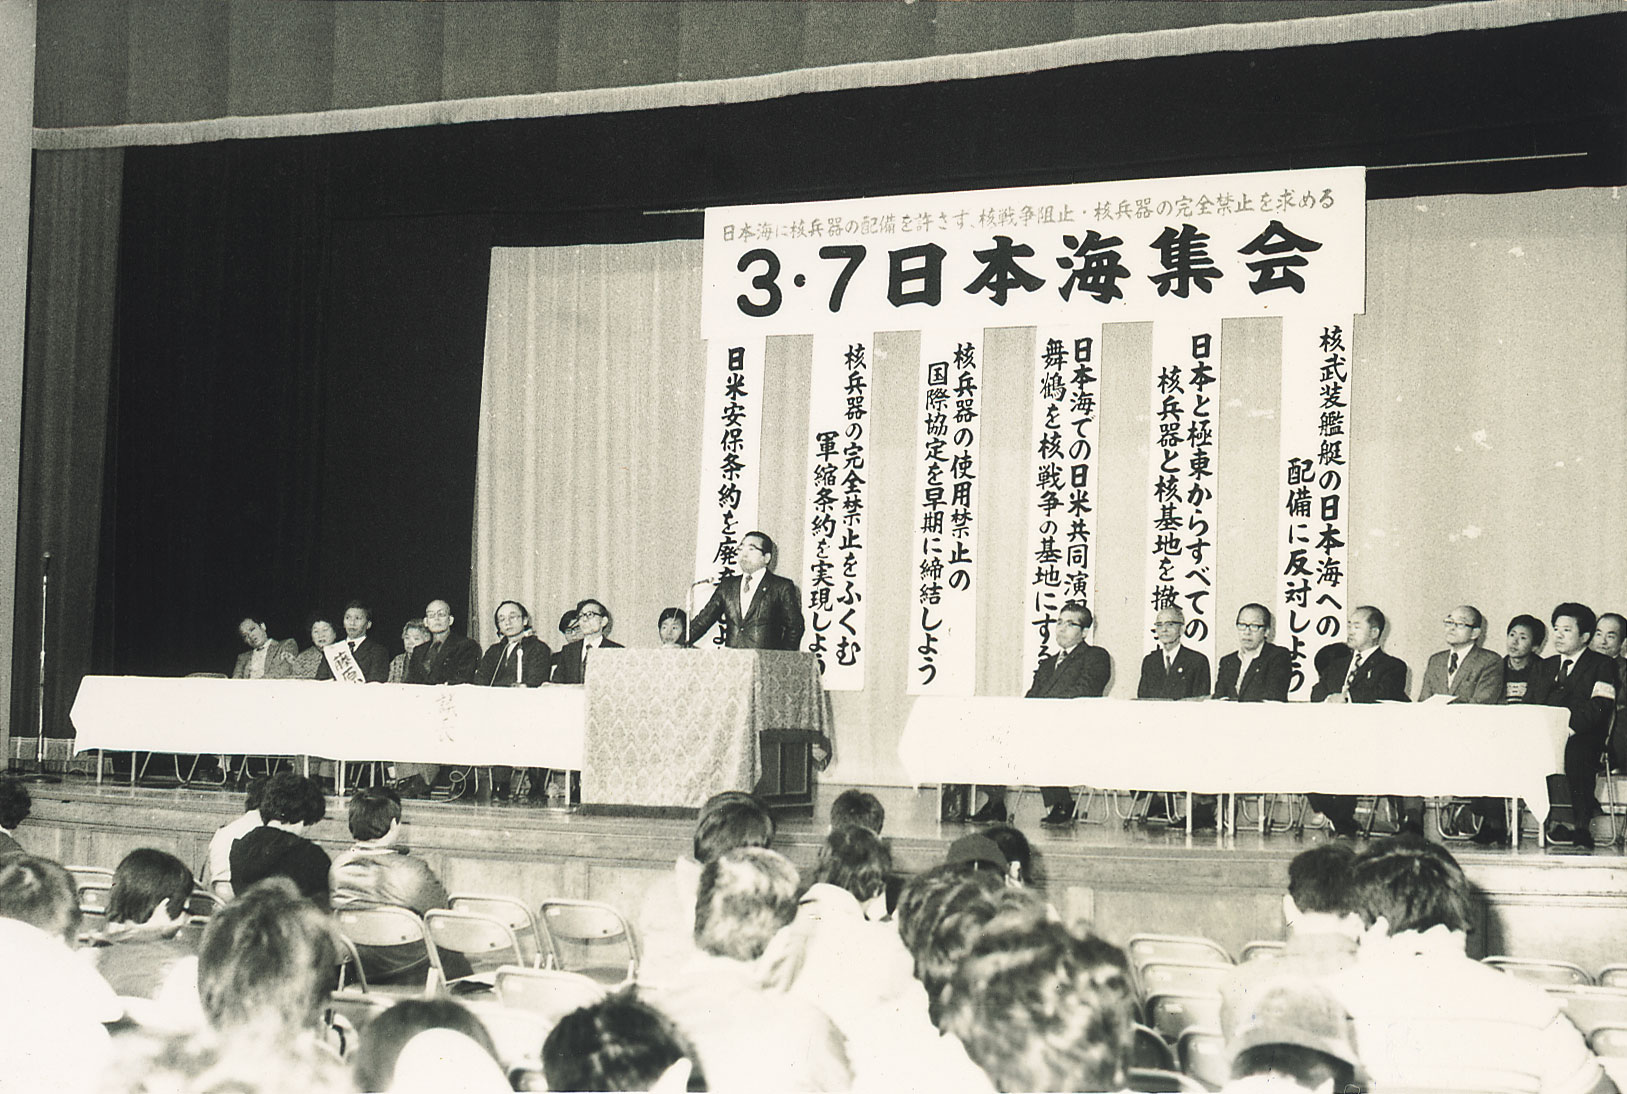 日本海に核兵器の配備を許さず、核戦争阻止・核兵器の完全禁止を求める
3・7日本海集会
核武装艦艇の日本海への
配備に反対しよう
日本と極東からすべての
核兵器と核基地を撤
日本海での日米共同演習
舞鶴を核戦争の基地にする
核兵器の使用禁止の
国際協定を早期に締結しよう
核兵器の完全禁止をふくむ
軍縮条約を実現しよう
日米安保条約を廃棄しよ
藤原